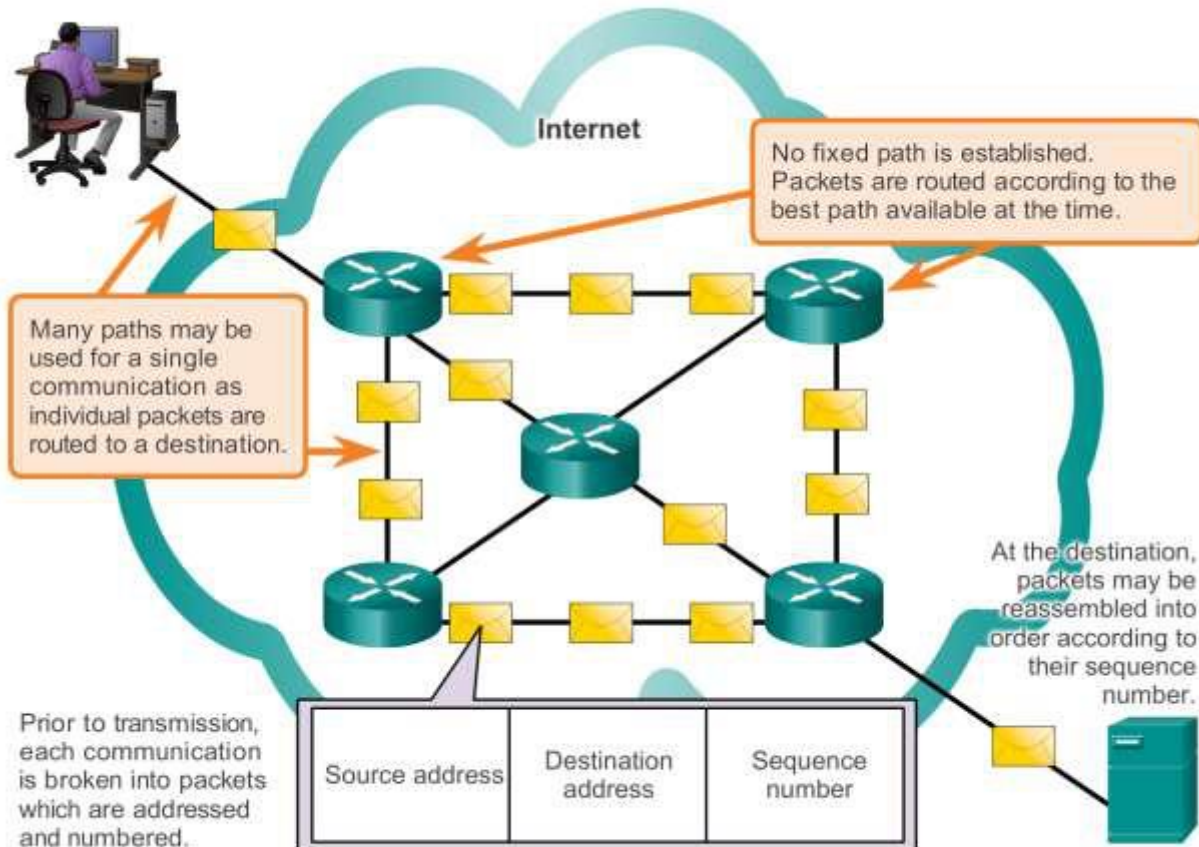 Internet
No fixed path is established.
Packets are routed according to the
best path available at the time.
Many paths may be
used for a single
communication as
individual packets are
routed to a destination.
At the destination,
packets may be
reassembled into
order according to
their sequence
number.
Prior to transmission,
each communication
is broken into packets
which are addressed
and numbered.
Source address
Destination
address
Sequence
number